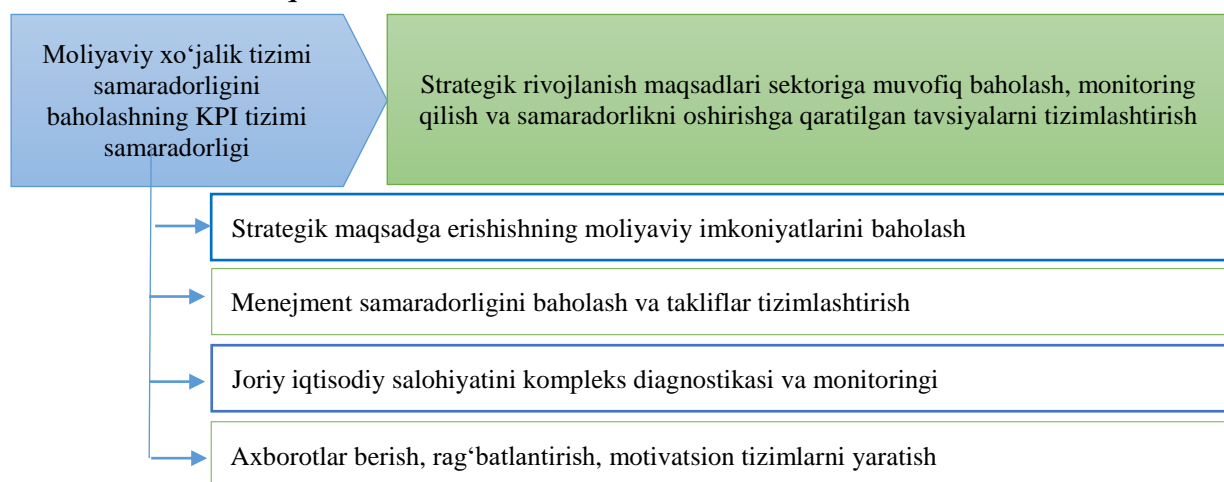 Moliyaviy xo‘jalik tizimi
samaradorligini
baholashning KPI tizimi
samaradorligi
Strategik rivojlanish maqsadlari sektoriga muvofiq baholash, monitoring
qilish va samaradorlikni oshirishga qaratilgan tavsiyalarni tizimlashtirish
Strategik maqsadga erishishning moliyaviy imkoniyatlarini baholash
Menejment samaradorligini baholash va takliflar tizimlashtirish
Joriy iqtisodiy salohiyatini kompleks diagnostikasi va monitoringi
Axborotlar berish, rag‘batlantirish, motivatsion tizimlarni yaratish